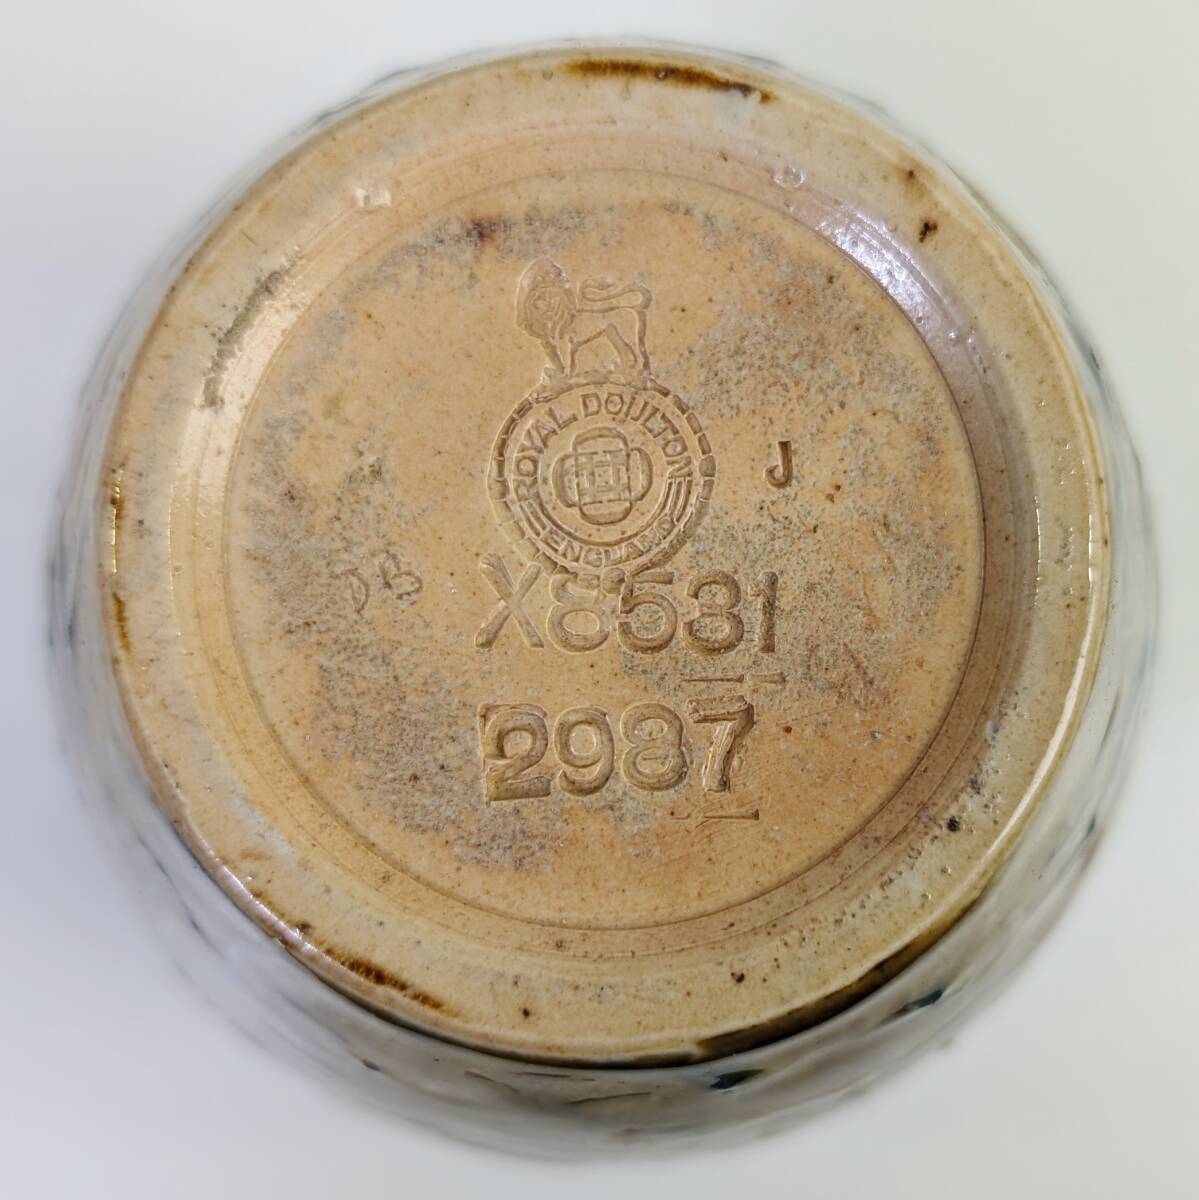 ROYAL DOULTON
ENGLAND
J
X8531
2987